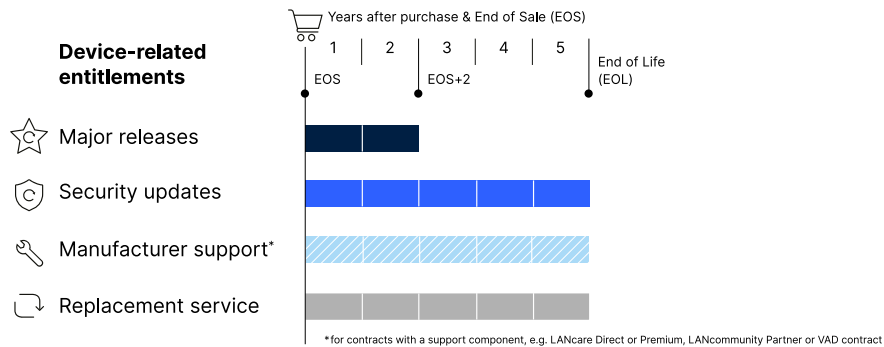 Years after purchase & End of Sale (EOS)
1 2 3 4 5
Device-related
entitlements
EOS
EOS+2
End of Life
(EOL)
Major releases
Security updates
Manufacturer support*
Replacement service
*for contracts with a support component, e.g. LANcare Direct or Premium, LANcommunity Partner or VAD contract